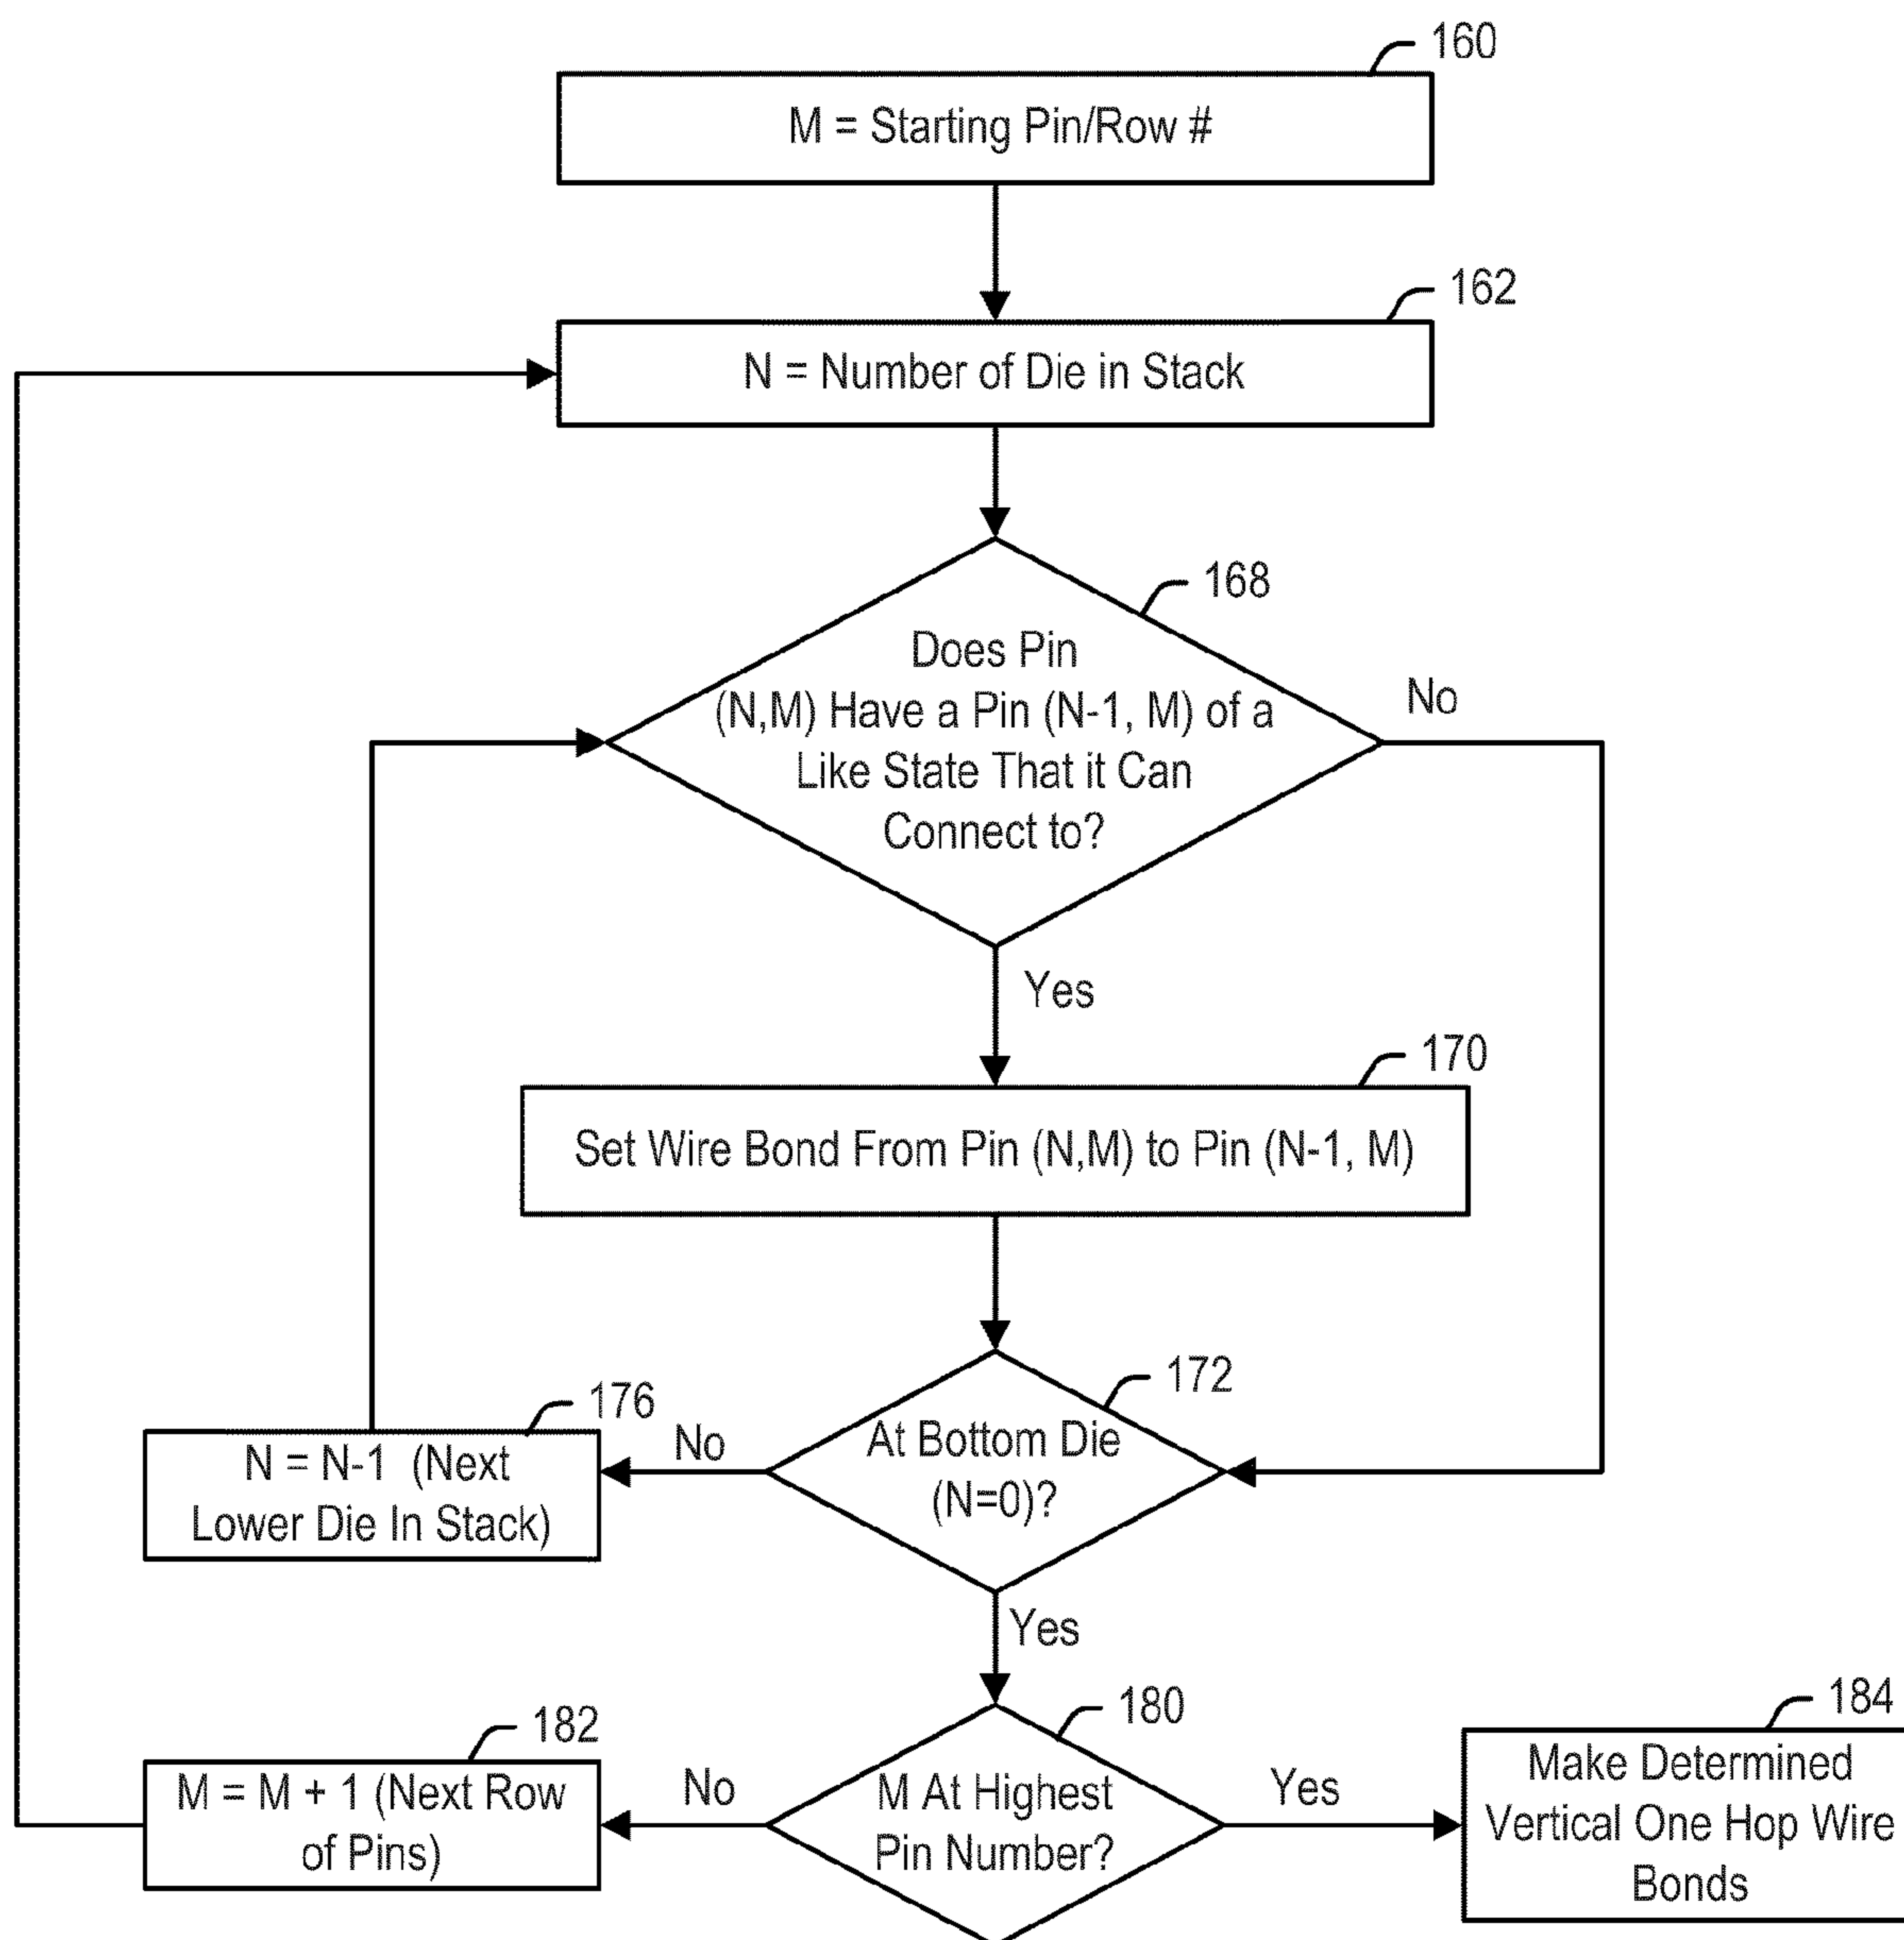 160
M = Starting Pin/Row #
162
N = Number of Die in Stack
168
Does Pin
(N,M) Have a Pin (N-1, M) of a
Like State That it Can
Connect to?
No
Yes
170
Set Wire Bond From Pin (N,M) to Pin (N-1, M)
172
At Bottom Die
(N=0)?
No
176
N = N-1 (Next
Lower Die In Stack)
Yes
180
M At Highest
Pin Number?
No
182
M = M + 1 (Next Row
of Pins)
Yes
184
Make Determined
Vertical One Hop Wire
Bonds